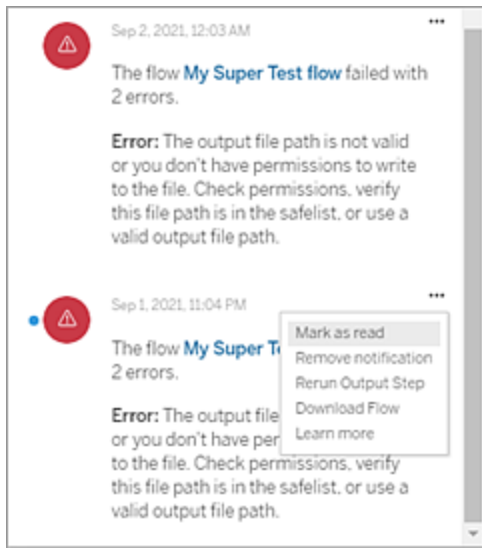 Sep 2, 2021, 12:03 AM
The flow My Super Test flow failed with
2 errors.
Error: The output file path is not valid
or you don't have permissions to write
to the file. Check permissions, verify
this file path is in the safelist, or use a
valid output file path.
Sep 1, 2021, 11:04 PM
The flow My Super Te
2 errors.
Mark as read
Remove notification
Rerun Output Step
Download Flow
Learn more
Error: The output file
or you don't have per
to the file. Check permissions, verify
this file path is in the safelist, or use a
valid output file path.